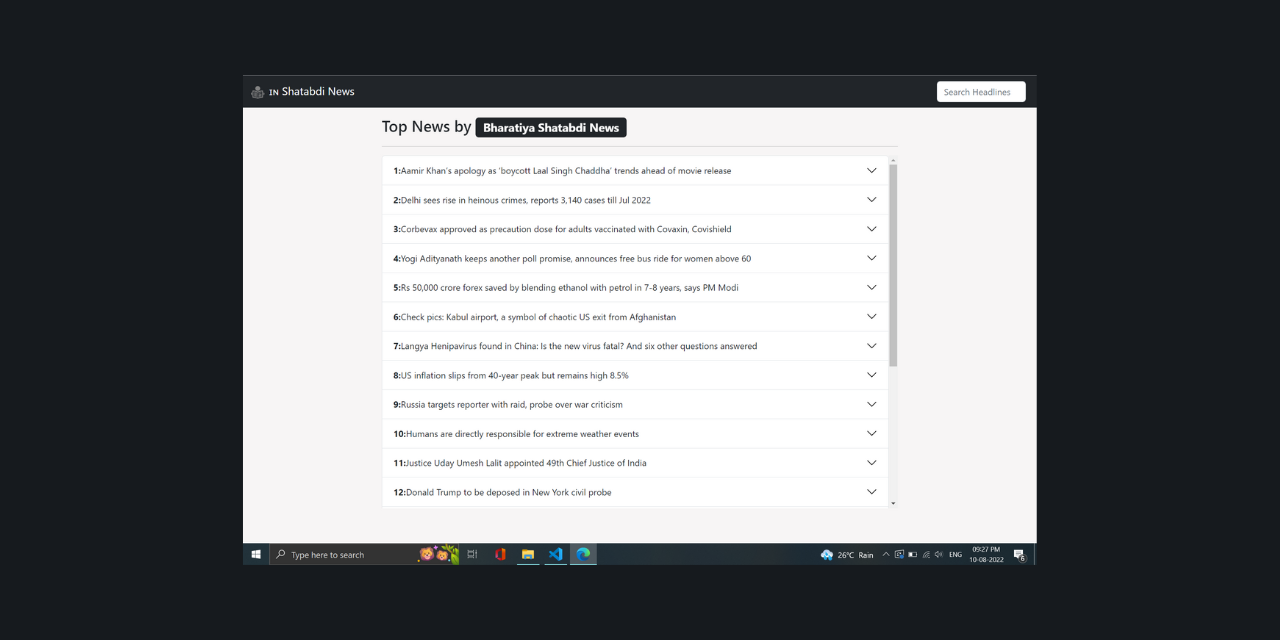 IN Shatabdi News
Search Headlines
Top News by Bharatiya Shatabdi News
1:Aamir Khan's apology as 'boycott Laal Singh Chaddha' trends ahead of movie release
2:Delhi sees rise in heinous crimes, reports 3,140 cases till Jul 2022
3:Corbevax approved as precaution dose for adults vaccinated with Covaxin, Covishield
4:Yogi Adityanath keeps another poll promise, announces free bus ride for women above 60
5:Rs 50,000 crore forex saved by blending ethanol with petrol in 7-8 years, says PM Modi
6:Check pics: Kabul airport, a symbol of chaotic US exit from Afghanistan
7:Langya Henipavirus found in China: Is the new virus fatal? And six other questions answered
8:US inflation slips from 40-year peak but remains high 8.5%
9:Russia targets reporter with raid, probe over war criticism
10:Humans are directly responsible for extreme weather events
11:Justice Uday Umesh Lalit appointed 49th Chief Justice of India
12:Donald Trump to be deposed in New York civil probe
Type here to search
26°C Rain
ENG
09:27 PM
10-08-2022
6